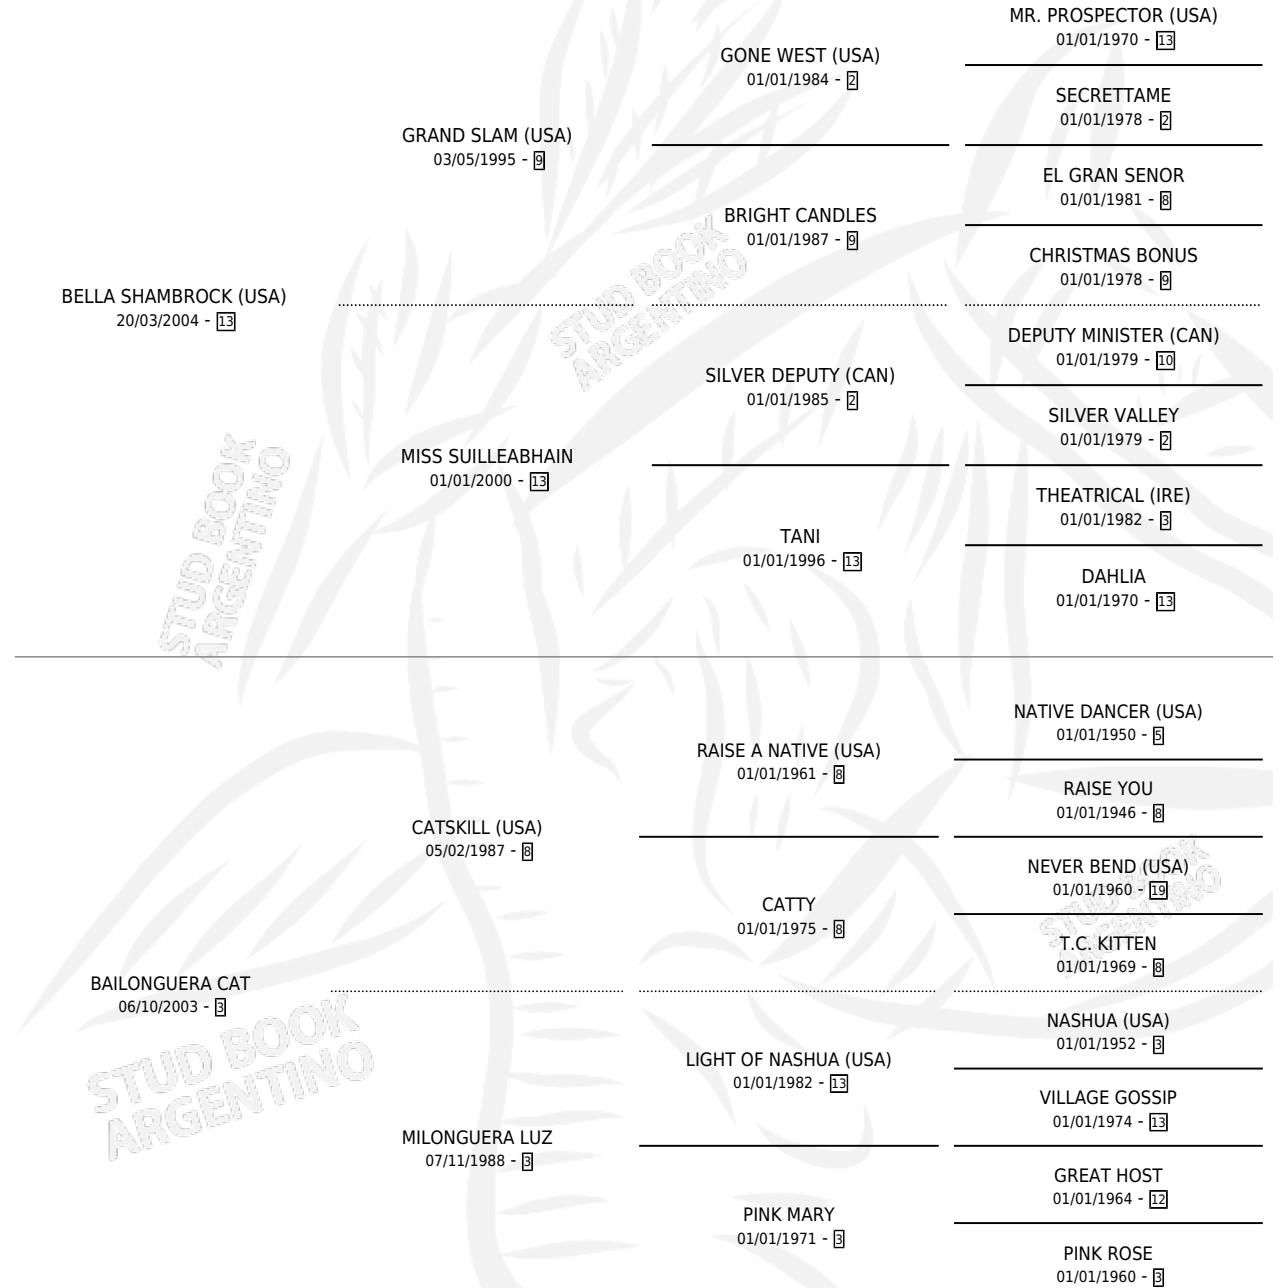 MR. PROSPECTOR (USA)
01/01/1970 - 13
GONE WEST (USA)
01/01/1984 - 2
SECRETTAME
01/01/1978 - 2
GRAND SLAM (USA)
03/05/1995 - 9
EL GRAN SENOR
01/01/1981 - 8
BRIGHT CANDLES
01/01/1987 - 9
CHRISTMAS BONUS
01/01/1978 - 9
BELLA SHAMBROCK (USA)
20/03/2004 - 13
STUD BOOK
ARGENTINO
DEPUTY MINISTER (CAN)
01/01/1979 - 10
SILVER DEPUTY (CAN)
01/01/1985 - 2
SILVER VALLEY
01/01/1979 - 2
MISS SUILLEABHAIN
01/01/2000 - 13
THEATRICAL (IRE)
01/01/1982 - 3
TANI
01/01/1996 - 13
DAHLIA
01/01/1970 - 13
STUD BOOK
ARGENTINO
NATIVE DANCER (USA)
01/01/1950 - 5
RAISE A NATIVE (USA)
01/01/1961 - 8
RAISE YOU
01/01/1946 - 8
CATSKILL (USA)
05/02/1987 - 8
NEVER BEND (USA)
01/01/1960 - 19
CATTY
01/01/1975 - 8
T.C. KITTEN
01/01/1969 - 8
STUD BOOK
ARGENTINO
BAILONGUERA CAT
06/10/2003 - 3
NASHUA (USA)
01/01/1952 - 3
LIGHT OF NASHUA (USA)
01/01/1982 - 13
VILLAGE GOSSIP
01/01/1974 - 13
STUD BOOK
ARGENTINO
MILONGUERA LUZ
07/11/1988 - 3
GREAT HOST
01/01/1964 - 12
PINK MARY
01/01/1971 - 3
PINK ROSE
01/01/1960 - 3